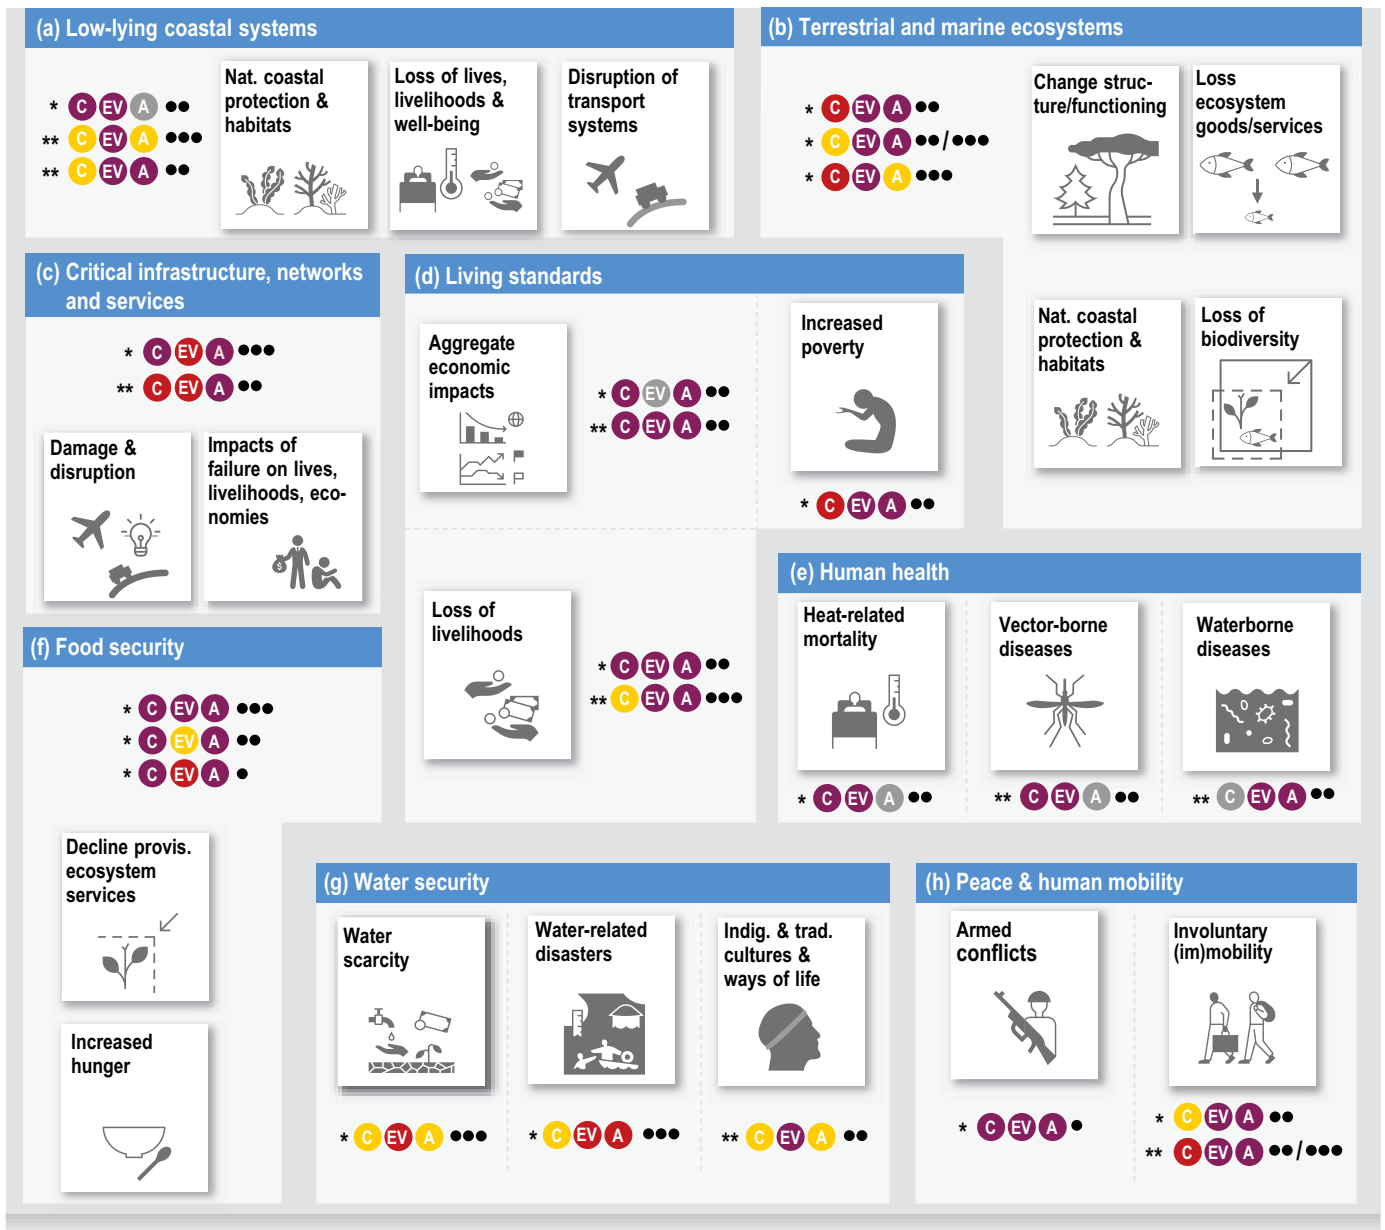 (a) Low-lying coastal systems
* C EV A ●●
** C EV A ●●●
** C EV A ●●
Nat. coastal
protection &
habitats
Loss of lives,
livelihoods &
well-being
Disruption of
transport
systems
(b) Terrestrial and marine ecosystems
* C EV A ●●
* C EV A ●●/●●●
* C EV A ●●●
Change struc-
ture/functioning
Loss
ecosystem
goods/services
Nat. coastal
protection &
habitats
Loss of
biodiversity
(c) Critical infrastructure, networks
and services
* C EV A ●●●
** C EV A ●●
Damage &
disruption
Impacts of
failure on lives,
livelihoods, eco-
nomies
$
(d) Living standards
Aggregate
economic
impacts
* C EV A ●●
** C EV A ●●
Increased
poverty
* C EV A ●●
Loss of
livelihoods
* C EV A ●●
** C EV A ●●●
(e) Human health
Heat-related
mortality
* C EV A ●●
Vector-borne
diseases
** C EV A ●●
Waterborne
diseases
** C EV A ●●
(f) Food security
* C EV A ●●●
* C EV A ●●
* C EV A ●
Decline provis.
ecosystem
services
Increased
hunger
(g) Water security
Water
scarcity
* C EV A ●●●
Water-related
disasters
* C EV A ●●●
Indig. & trad.
cultures &
ways of life
** C EV A ●●
(h) Peace & human mobility
Armed
conflicts
* C EV A ●
Involuntary
(im)mobility
* C EV A ●●
** C EV A ●●/●●●